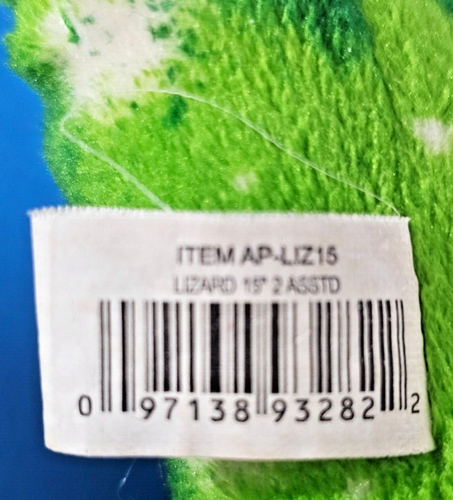 ITEM AP-LIZ15
LIZARD 15" 2 ASSTD
0 97138 93282 2